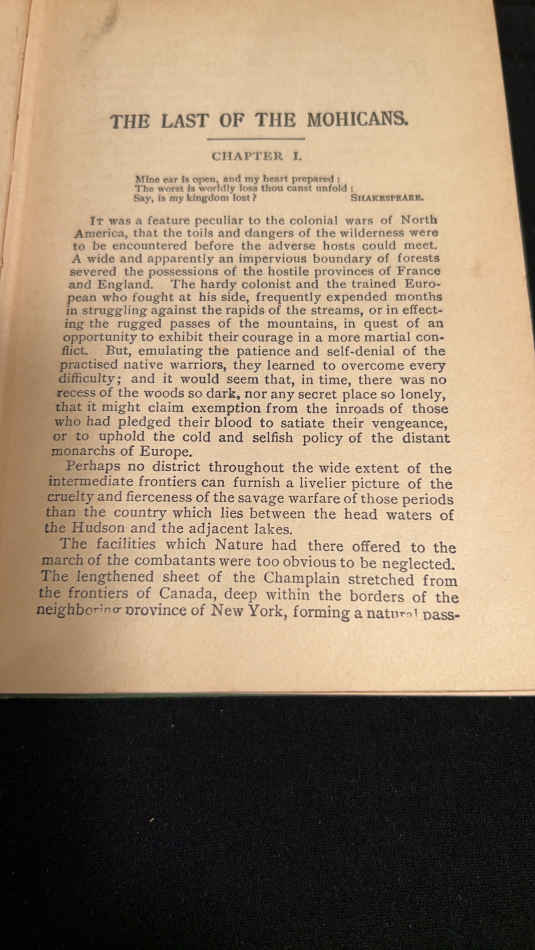 THE LAST OF THE MOHICANS.
CHAPTER I.
Mine ear is open, and my heart prepared;
The worst is worldly loss thou canst unfold;
Say, is my kingdom lost? SHAKESPEARE.
IT was a feature peculiar to the colonial wars of North
America, that the toils and dangers of the wilderness were
to be encountered before the adverse hosts could meet.
A wide and apparently an impervious boundary of forests
severed the possessions of the hostile provinces of France
and England. The hardy colonist and the trained Euro-
pean who fought at his side, frequently expended months
in struggling against the rapids of the streams, or in effect-
ing the rugged passes of the mountains, in quest of an
opportunity to exhibit their courage in a more martial con-
flict. But, emulating the patience and self-denial of the
practised native warriors, they learned to overcome every
difficulty; and it would seem that, in time, there was no
recess of the woods so dark, nor any secret place so lonely,
that it might claim exemption from the inroads of those
who had pledged their blood to satiate their vengeance,
or to uphold the cold and selfish policy of the distant
monarchs of Europe.
Perhaps no district throughout the wide extent of the
intermediate frontiers can furnish a livelier picture of the
cruelty and fierceness of the savage warfare of those periods
than the country which lies between the head waters of
the Hudson and the adjacent lakes.
The facilities which Nature had there offered to the
march of the combatants were too obvious to be neglected.
The lengthened sheet of the Champlain stretched from
the frontiers of Canada, deep within the borders of the
neighboring province of New York, forming a natural pass-